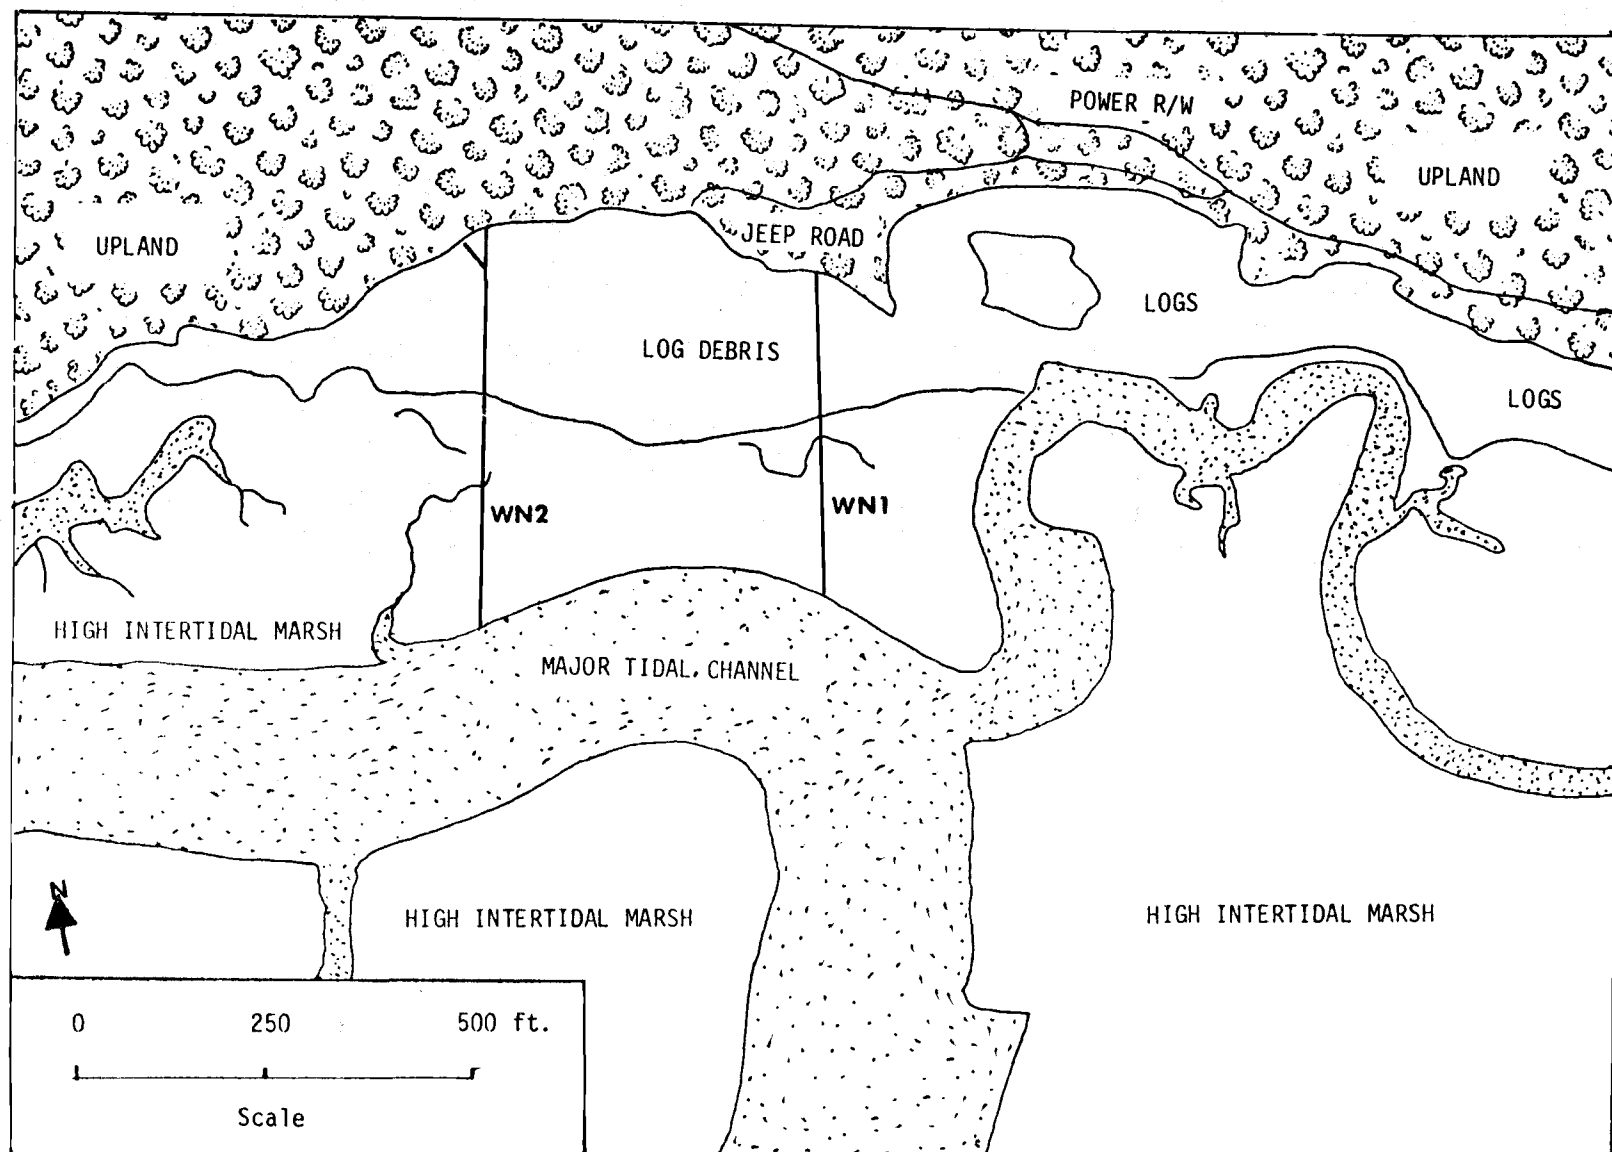 POWER R/W
UPLAND
UPLAND
JEEP ROAD
LOGS
LOG DEBRIS
LOGS
WN2
WN1
HIGH INTERTIDAL MARSH
MAJOR TIDAL. CHANNEL
N
HIGH INTERTIDAL MARSH
HIGH INTERTIDAL MARSH
0 250 500 ft.
Scale